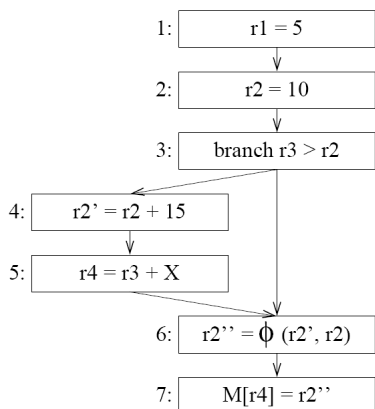 1: r1 = 5
2: r2 = 10
3: branch r3 > r2
4: r2' = r2 + 15
5: r4 = r3 + X
6: r2'' = ϕ (r2', r2)
7: M[r4] = r2''